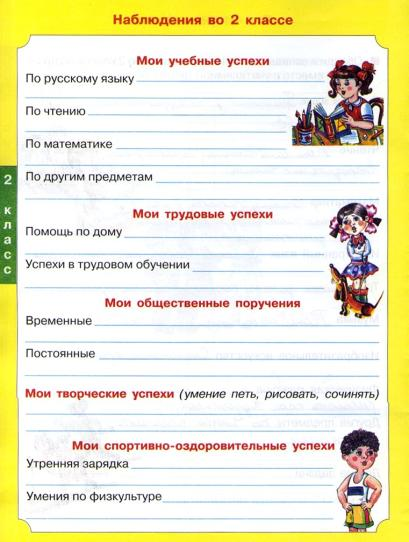 Наблюдения во 2 классе
Мои учебные успехи
По русскому языку
По чтению
По математике
По другим предметам
2 класс
Мои трудовые успехи
Помощь по дому
Успехи в трудовом обучении
Мои общественные поручения
Временные
Постоянные
Мои творческие успехи (умение петь, рисовать, сочинять)
Мои спортивно-оздоровительные успехи
Утренняя зарядка
Умения по физкультуре